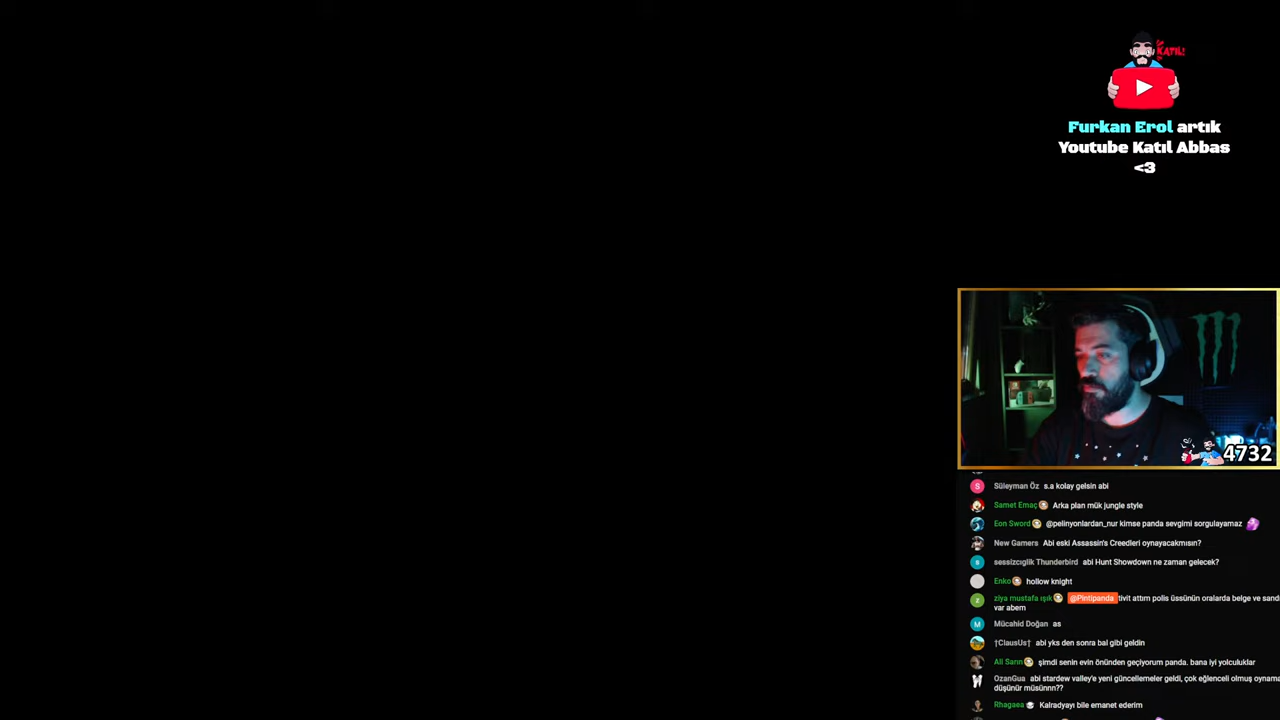 KATIL!
Furkan Erol artık
Youtube Katıl Abbas
<3
4732
Süleyman Öz s.a kolay gelsin abi
Samet Emaç Arka plan mük jungle style
Eon Sword @pelinyonlardan_nur kimse panda sevgimi sorgulayamaz
New Gamers Abi eski Assassin's Creedleri oynayacakmısın?
sessizcıglik Thunderbird abi Hunt Showdown ne zaman gelecek?
Enko hollow knight
ziya mustafa ışık @Pintipanda tivit attım polis üssünün oralarda belge ve sand
var abem
Mücahid Doğan as
†ClausUs† abi yks den sonra bal gibi geldin
Ali Sarın şimdi senin evin önünden geçiyorum panda. bana iyi yolculuklar
OzanGua abi stardew valley'e yeni güncellemeler geldi, çok eğlenceli olmuş oynama
düşünür müsünnn??
Rhagaea Kalradyayı bile emanet ederim